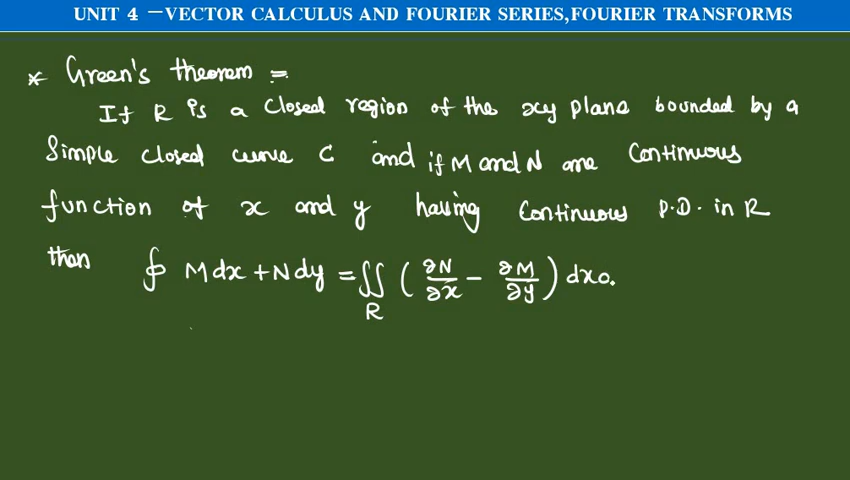 UNIT 4 – VECTOR CALCULUS AND FOURIER SERIES,FOURIER TRANSFORMS
* Green's theorem =
If R is a closed region of the xy plane bounded by a
Simple closed curve C and if M and N are Continuous
function of x and y having continuous P.D. in R
then ∮ Mdx + Ndy = ∬_R ( ∂N/∂x - ∂M/∂y ) dx